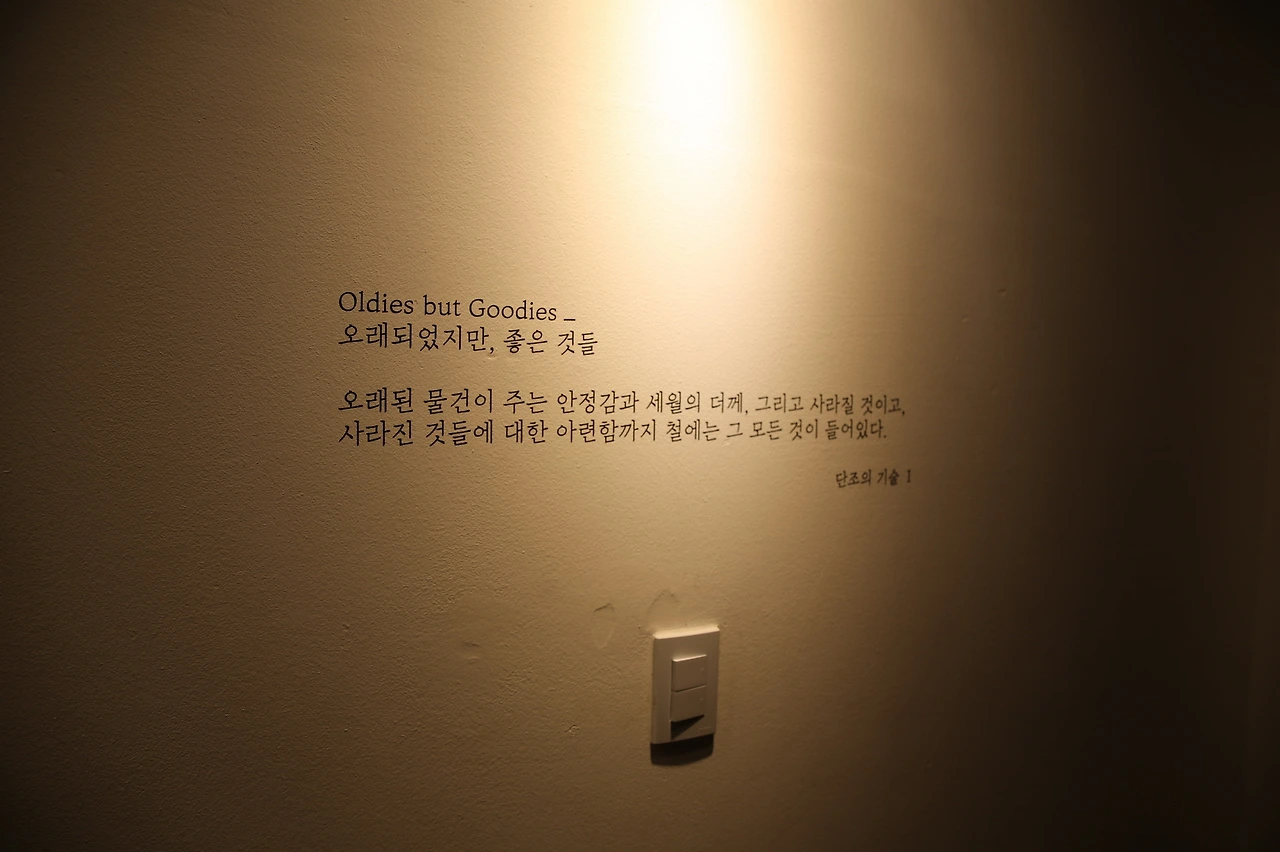 Oldies but Goodies _
오래되었지만, 좋은 것들
오래된 물건이 주는 안정감과 세월의 더께, 그리고 사라질 것이고,
사라진 것들에 대한 아련함까지 철에는 그 모든 것이 들어있다.
단조의 기술 1